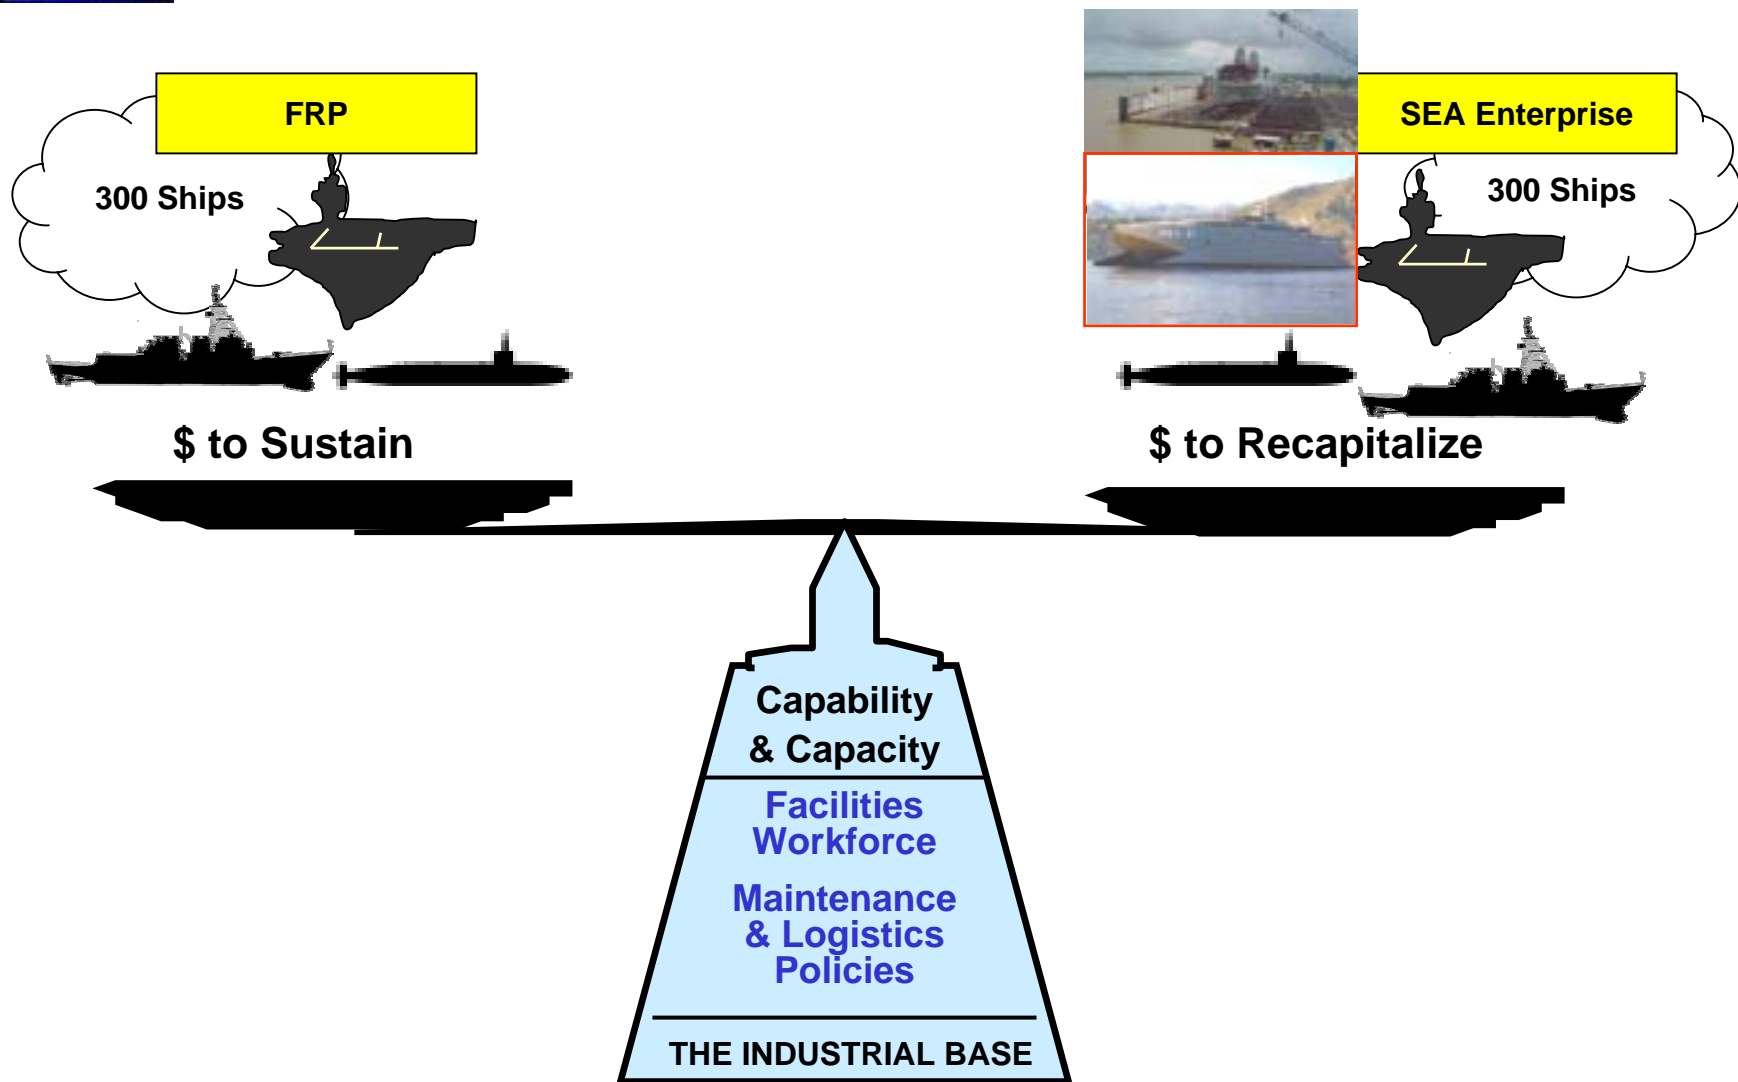 FRP
300 Ships
$ to Sustain
SEA Enterprise
300 Ships
$ to Recapitalize
Capability
& Capacity
Facilities
Workforce
Maintenance
& Logistics
Policies
THE INDUSTRIAL BASE